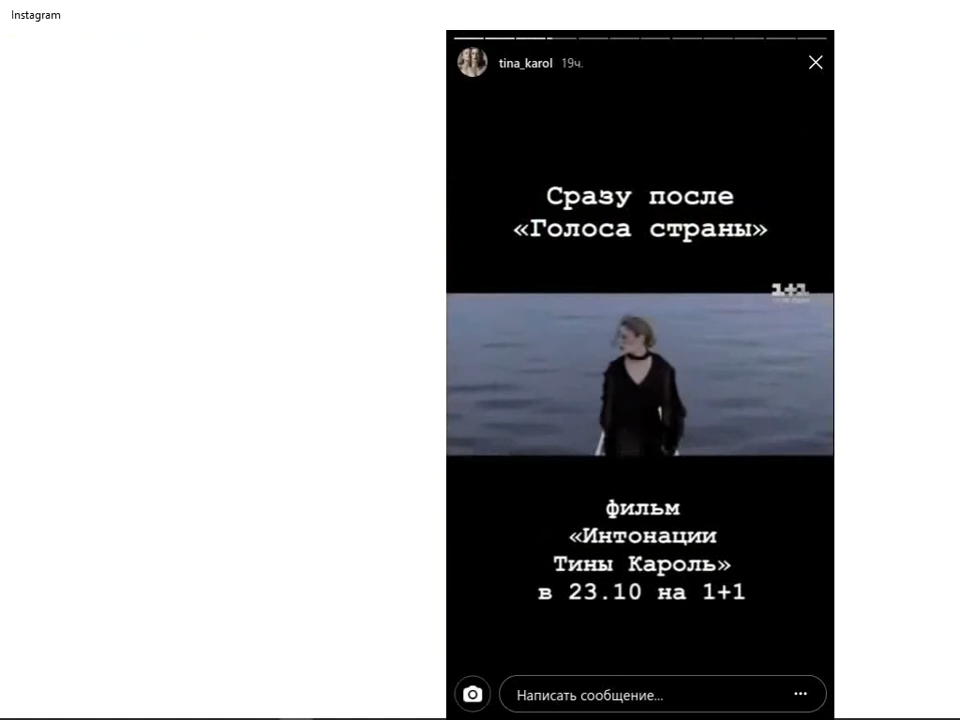 Instagram
tina_karol 19ч.
Сразу после
«Голоса страны»
1+1
фильм
«Интонации
Тины Кароль»
в 23.10 на 1+1
Написать сообщение...